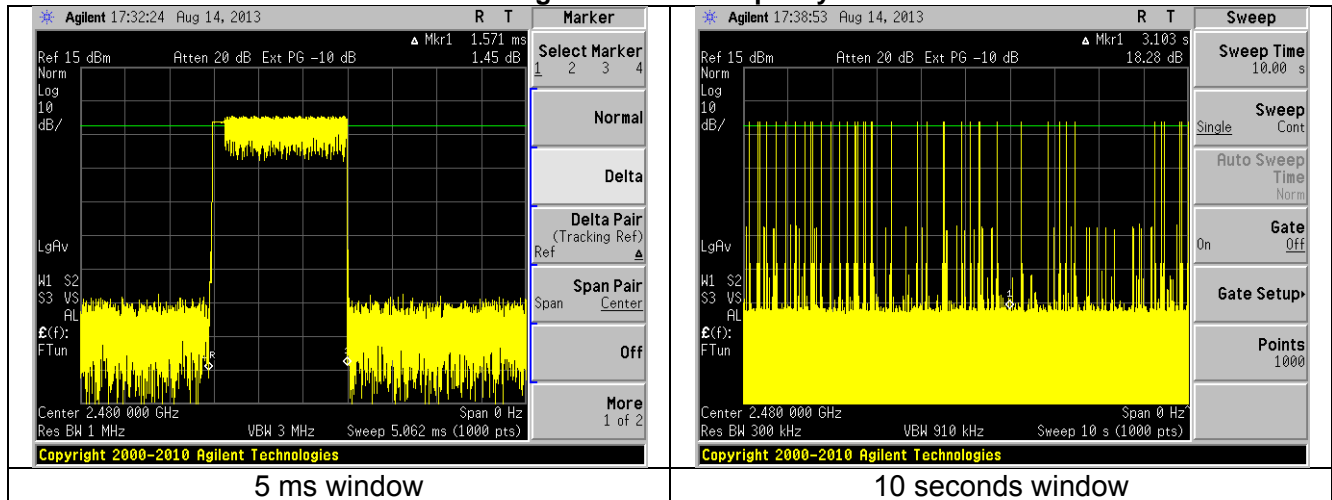 Agilent 17:32:24 Aug 14, 2013 R T Marker
Δ Mkr1 1.571 ms
Ref 15 dBm Atten 20 dB Ext PG -10 dB 1.45 dB
Norm
Log
10
dB/
LgAv
W1 S2
S3 VS
AL
£(f):
FTun
R
Center 2.480 000 GHz Span 0 Hz
Res BW 1 MHz VBW 3 MHz Sweep 5.062 ms (1000 pts)
Select Marker
1 2 3 4
Normal
Delta
Delta Pair
(Tracking Ref)
Ref Δ
Span Pair
Span Center
Off
More
1 of 2
Copyright 2000-2010 Agilent Technologies
5 ms window
Agilent 17:38:53 Aug 14, 2013 R T Sweep
Δ Mkr1 3.103 s
Ref 15 dBm Atten 20 dB Ext PG -10 dB 18.28 dB
Norm
Log
10
dB/
LgAv
W1 S2
S3 VS
AL
£(f):
FTun
1
Center 2.480 000 GHz Span 0 Hz^
Res BW 300 kHz VBW 910 kHz Sweep 10 s (1000 pts)
Sweep Time
10.00 s
Sweep
Single Cont
Auto Sweep
Time
Norm
Gate
On Off
Gate Setup▸
Points
1000
Copyright 2000-2010 Agilent Technologies
10 seconds window